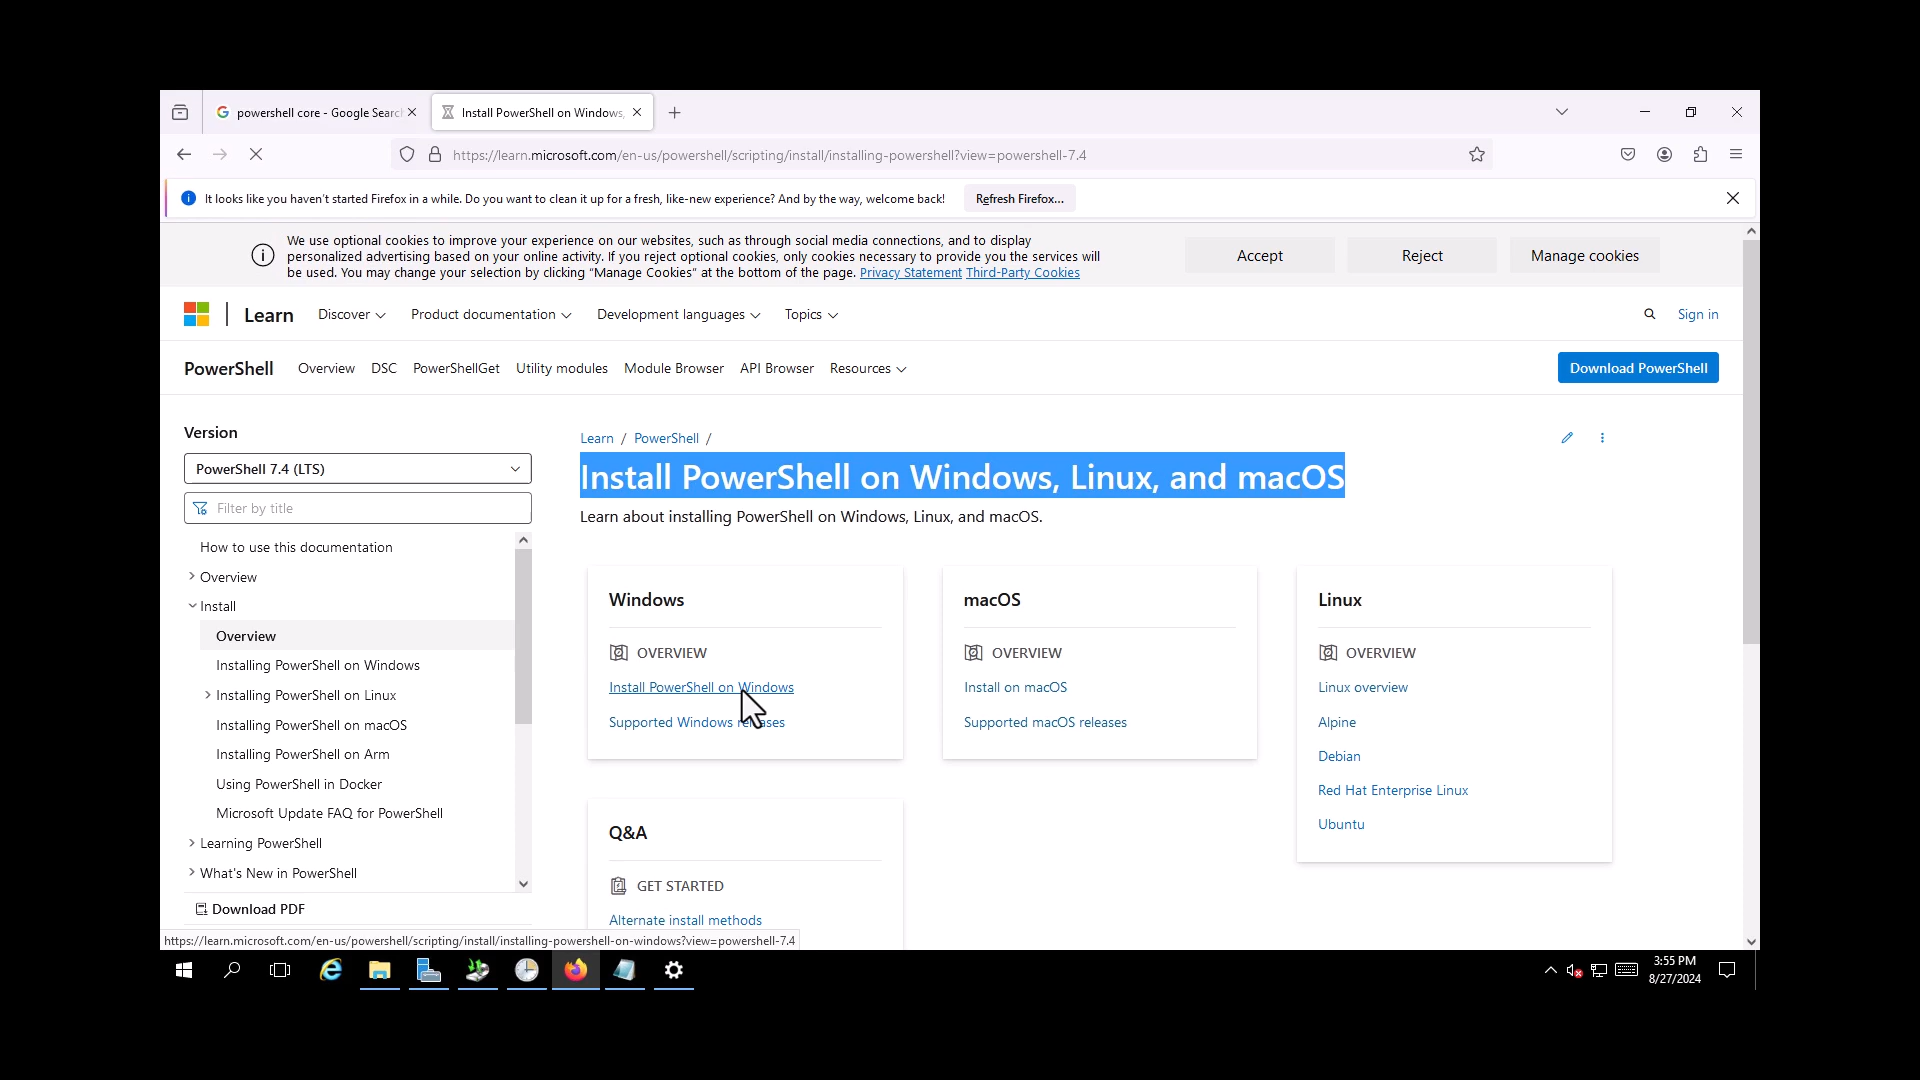 powershell core - Google Search
Install PowerShell on Windows,
https://learn.microsoft.com/en-us/powershell/scripting/install/installing-powershell?view=powershell-7.4
It looks like you haven't started Firefox in a while. Do you want to clean it up for a fresh, like-new experience? And by the way, welcome back!
Refresh Firefox...
We use optional cookies to improve your experience on our websites, such as through social media connections, and to display
personalized advertising based on your online activity. If you reject optional cookies, only cookies necessary to provide you the services will
be used. You may change your selection by clicking “Manage Cookies” at the bottom of the page. Privacy Statement Third-Party Cookies
Accept
Reject
Manage cookies
Learn
Discover
Product documentation
Development languages
Topics
Sign in
PowerShell
Overview
DSC
PowerShellGet
Utility modules
Module Browser
API Browser
Resources
Download PowerShell
Version
PowerShell 7.4 (LTS)
Filter by title
How to use this documentation
Overview
Install
Overview
Installing PowerShell on Windows
Installing PowerShell on Linux
Installing PowerShell on macOS
Installing PowerShell on Arm
Using PowerShell in Docker
Microsoft Update FAQ for PowerShell
Learning PowerShell
What's New in PowerShell
Download PDF
Learn / PowerShell /
Install PowerShell on Windows, Linux, and macOS
Learn about installing PowerShell on Windows, Linux, and macOS.
Windows
OVERVIEW
Install PowerShell on Windows
Supported Windows releases
macOS
OVERVIEW
Install on macOS
Supported macOS releases
Linux
OVERVIEW
Linux overview
Alpine
Debian
Red Hat Enterprise Linux
Ubuntu
Q&A
GET STARTED
Alternate install methods
https://learn.microsoft.com/en-us/powershell/scripting/install/installing-powershell-on-windows?view=powershell-7.4
3:55 PM
8/27/2024